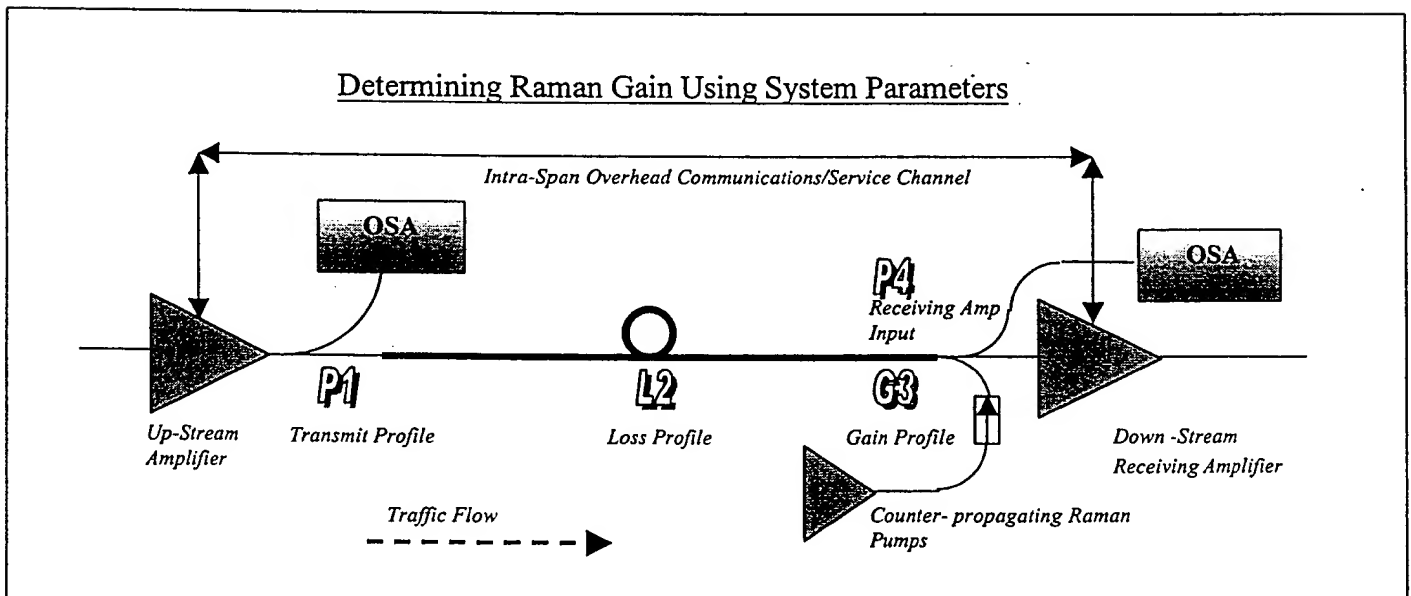 Determining Raman Gain Using System Parameters
Intra-Span Overhead Communications/Service Channel
OSA
OSA
P4
Receiving Amp
Input
P1
L2
G3
Up-Stream
Amplifier
Transmit Profile
Loss Profile
Gain Profile
Down -Stream
Receiving Amplifier
Traffic Flow
Counter- propagating Raman
Pumps